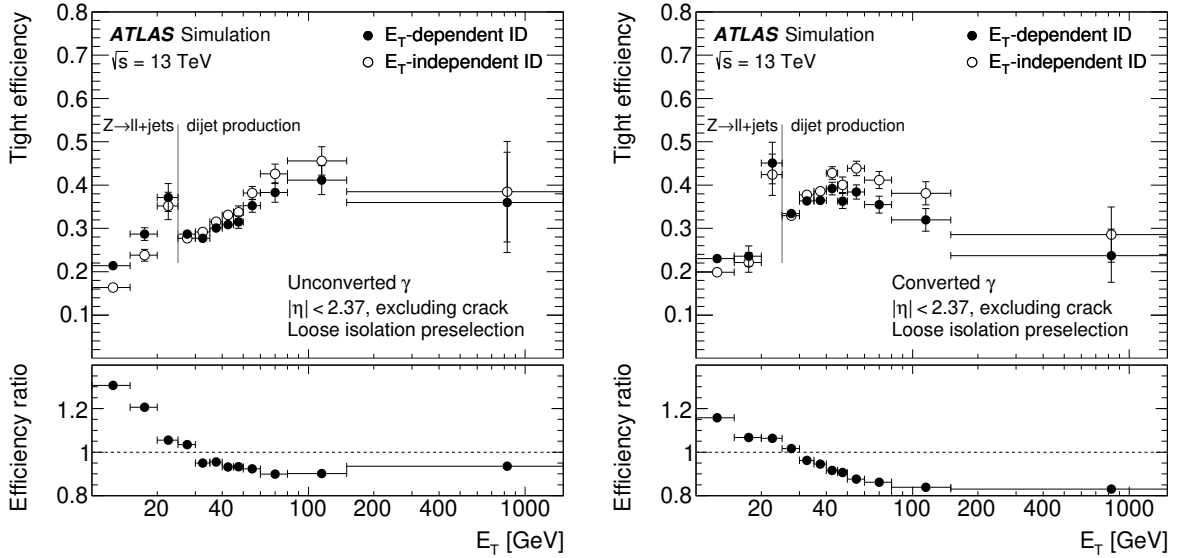 Tight efficiency
0.8
0.7
0.6
0.5
0.4
0.3
0.2
0.1
ATLAS Simulation
√s = 13 TeV
E_T-dependent ID
E_T-independent ID
Z→ll+jets
dijet production
Unconverted γ
|η| < 2.37, excluding crack
Loose isolation preselection
Efficiency ratio
1.2
1
0.8
20 30 40 100 200 300 400 1000
E_T [GeV]
Tight efficiency
0.8
0.7
0.6
0.5
0.4
0.3
0.2
0.1
ATLAS Simulation
√s = 13 TeV
E_T-dependent ID
E_T-independent ID
Z→ll+jets
dijet production
Converted γ
|η| < 2.37, excluding crack
Loose isolation preselection
Efficiency ratio
1.2
1
0.8
20 30 40 100 200 300 400 1000
E_T [GeV]